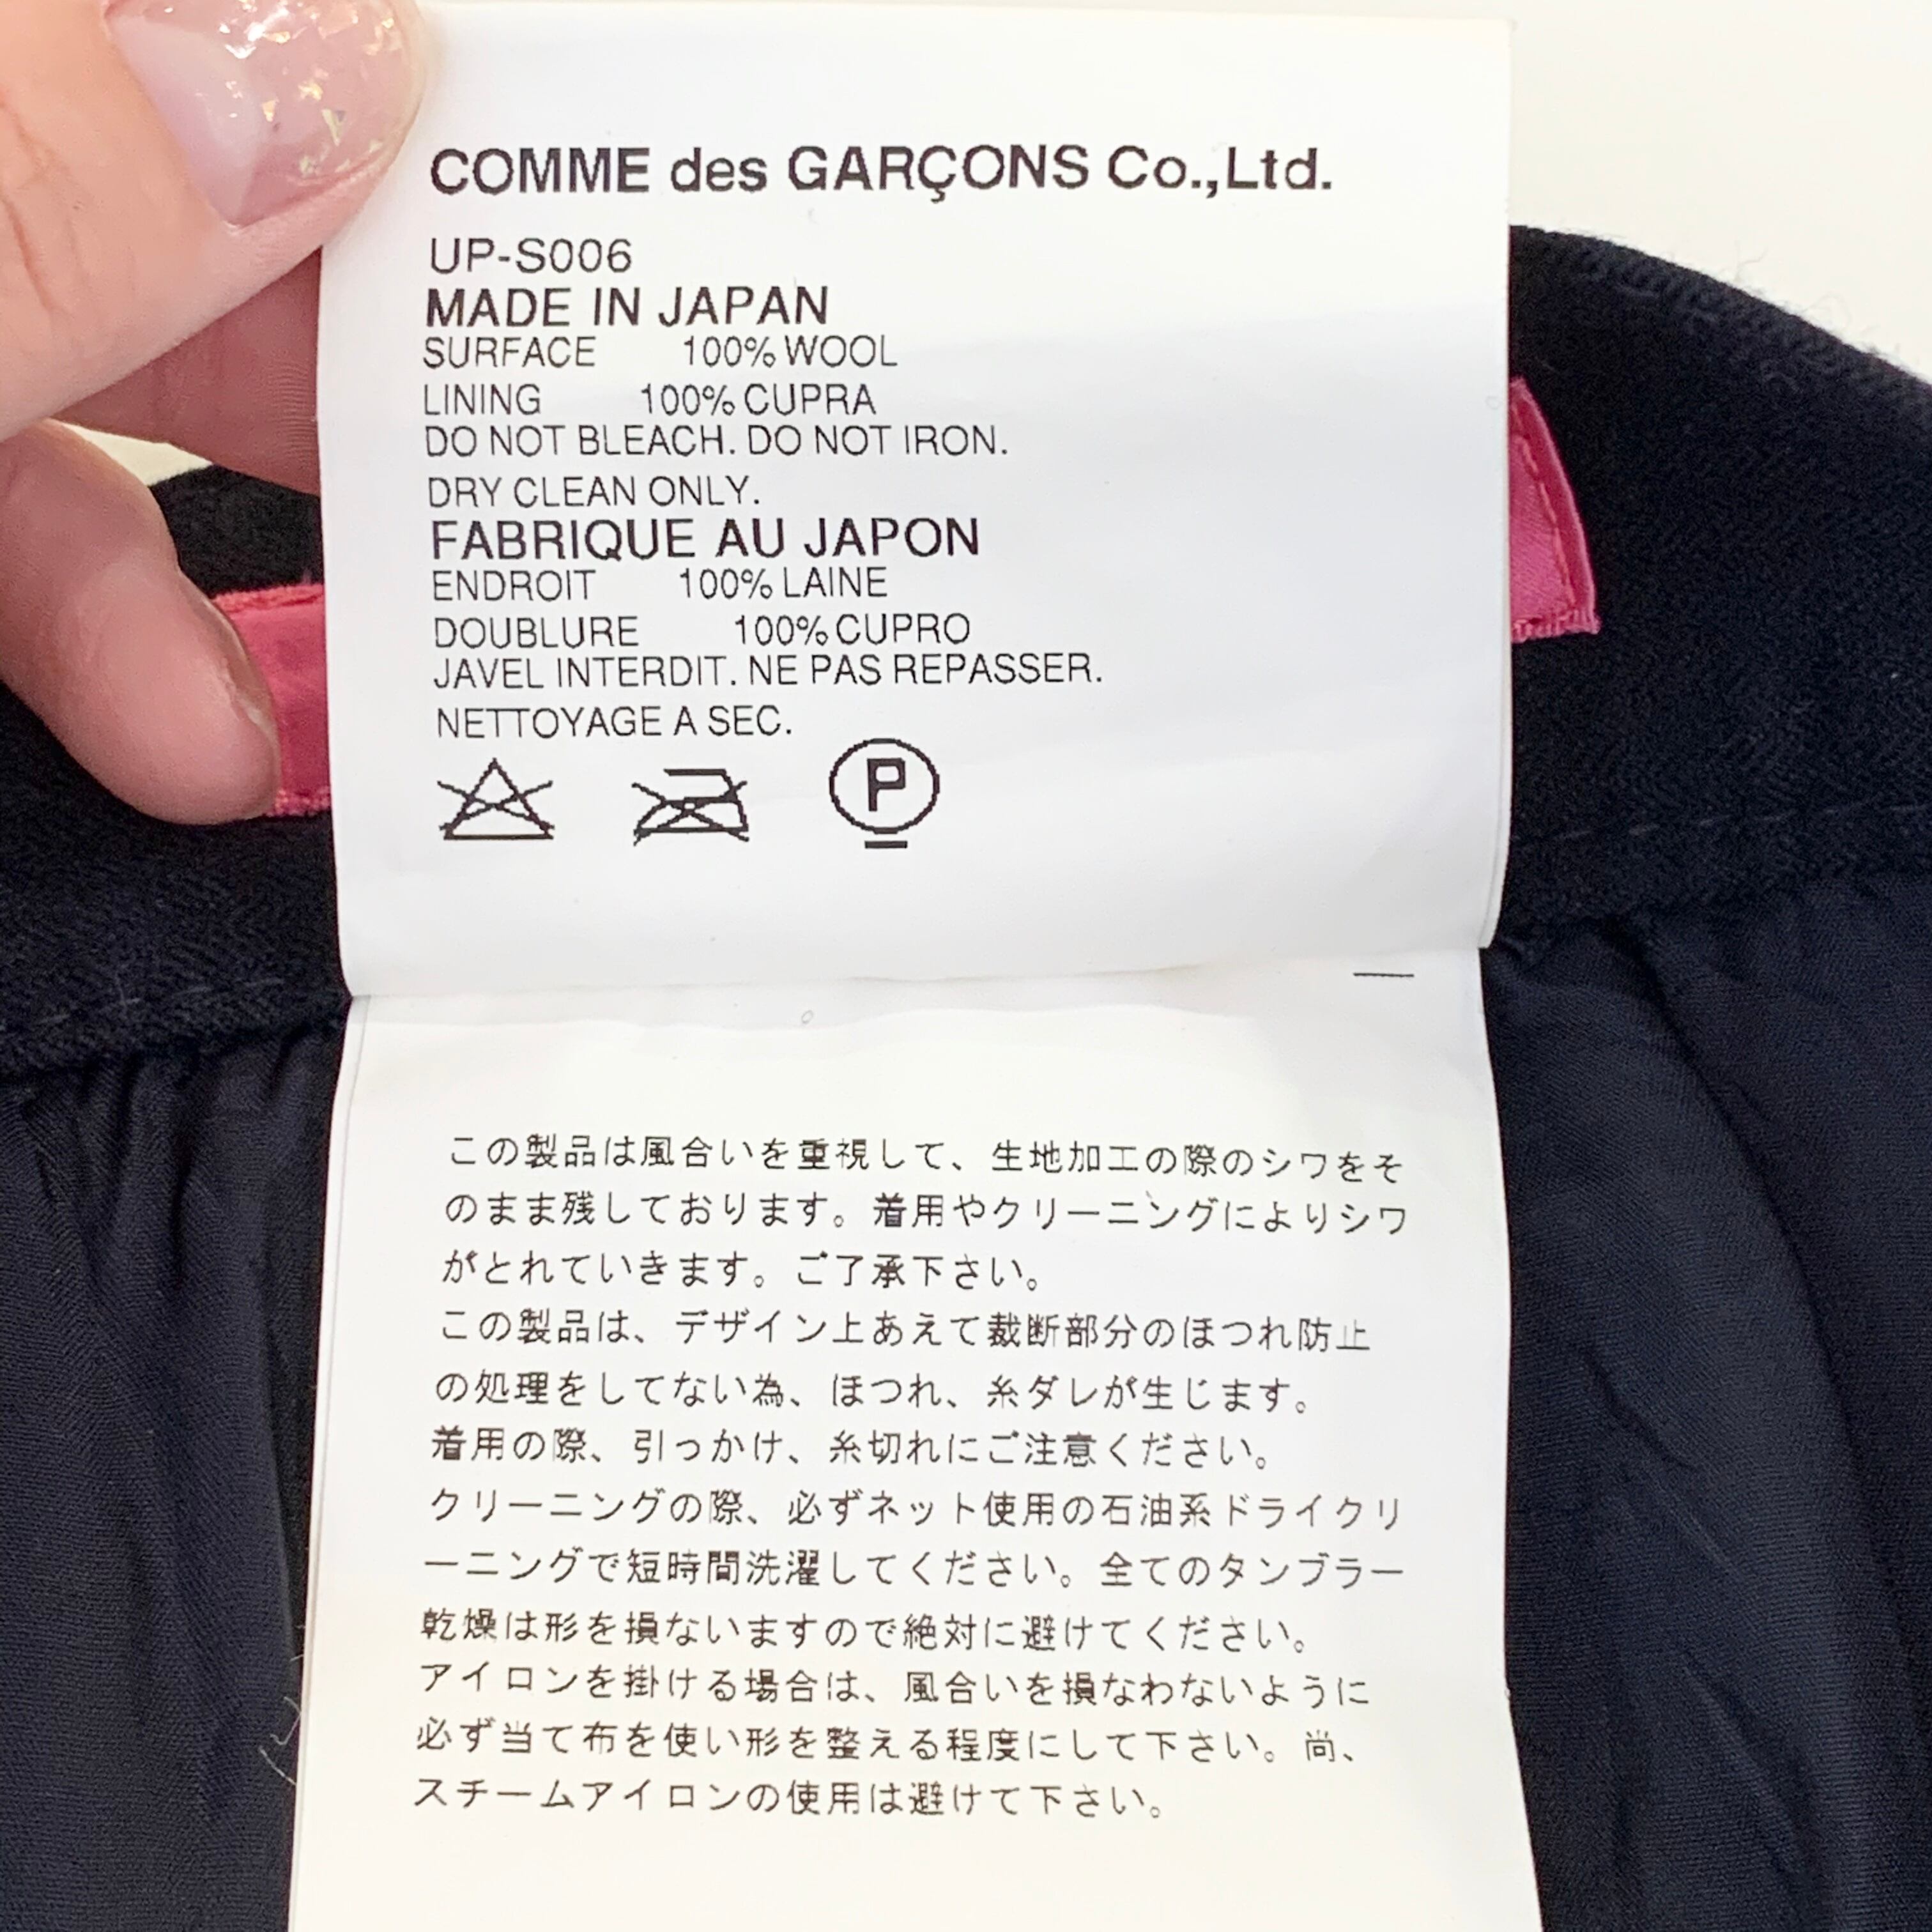 COMME des GARÇONS Co.,Ltd.
UP-S006
MADE IN JAPAN
SURFACE 100% WOOL
LINING 100% CUPRA
DO NOT BLEACH. DO NOT IRON.
DRY CLEAN ONLY.
FABRIQUE AU JAPON
ENDROIT 100% LAINE
DOUBLURE 100% CUPRO
JAVEL INTERDIT. NE PAS REPASSER.
NETTOYAGE A SEC.
P
この製品は風合いを重視して、生地加工の際のシワをそ
のまま残しております。着用やクリーニングによりシワ
がとれていきます。ご了承下さい。
この製品は、デザイン上あえて裁断部分のほつれ防止
の処理をしてない為、ほつれ、糸ダレが生じます。
着用の際、引っかけ、糸切れにご注意ください。
クリーニングの際、必ずネット使用の石油系ドライクリ
ーニングで短時間洗濯してください。全てのタンブラー
乾燥は形を損ないますので絶対に避けてください。
アイロンを掛ける場合は、風合いを損なわないように
必ず当て布を使い形を整える程度にして下さい。尚、
スチームアイロンの使用は避けて下さい。